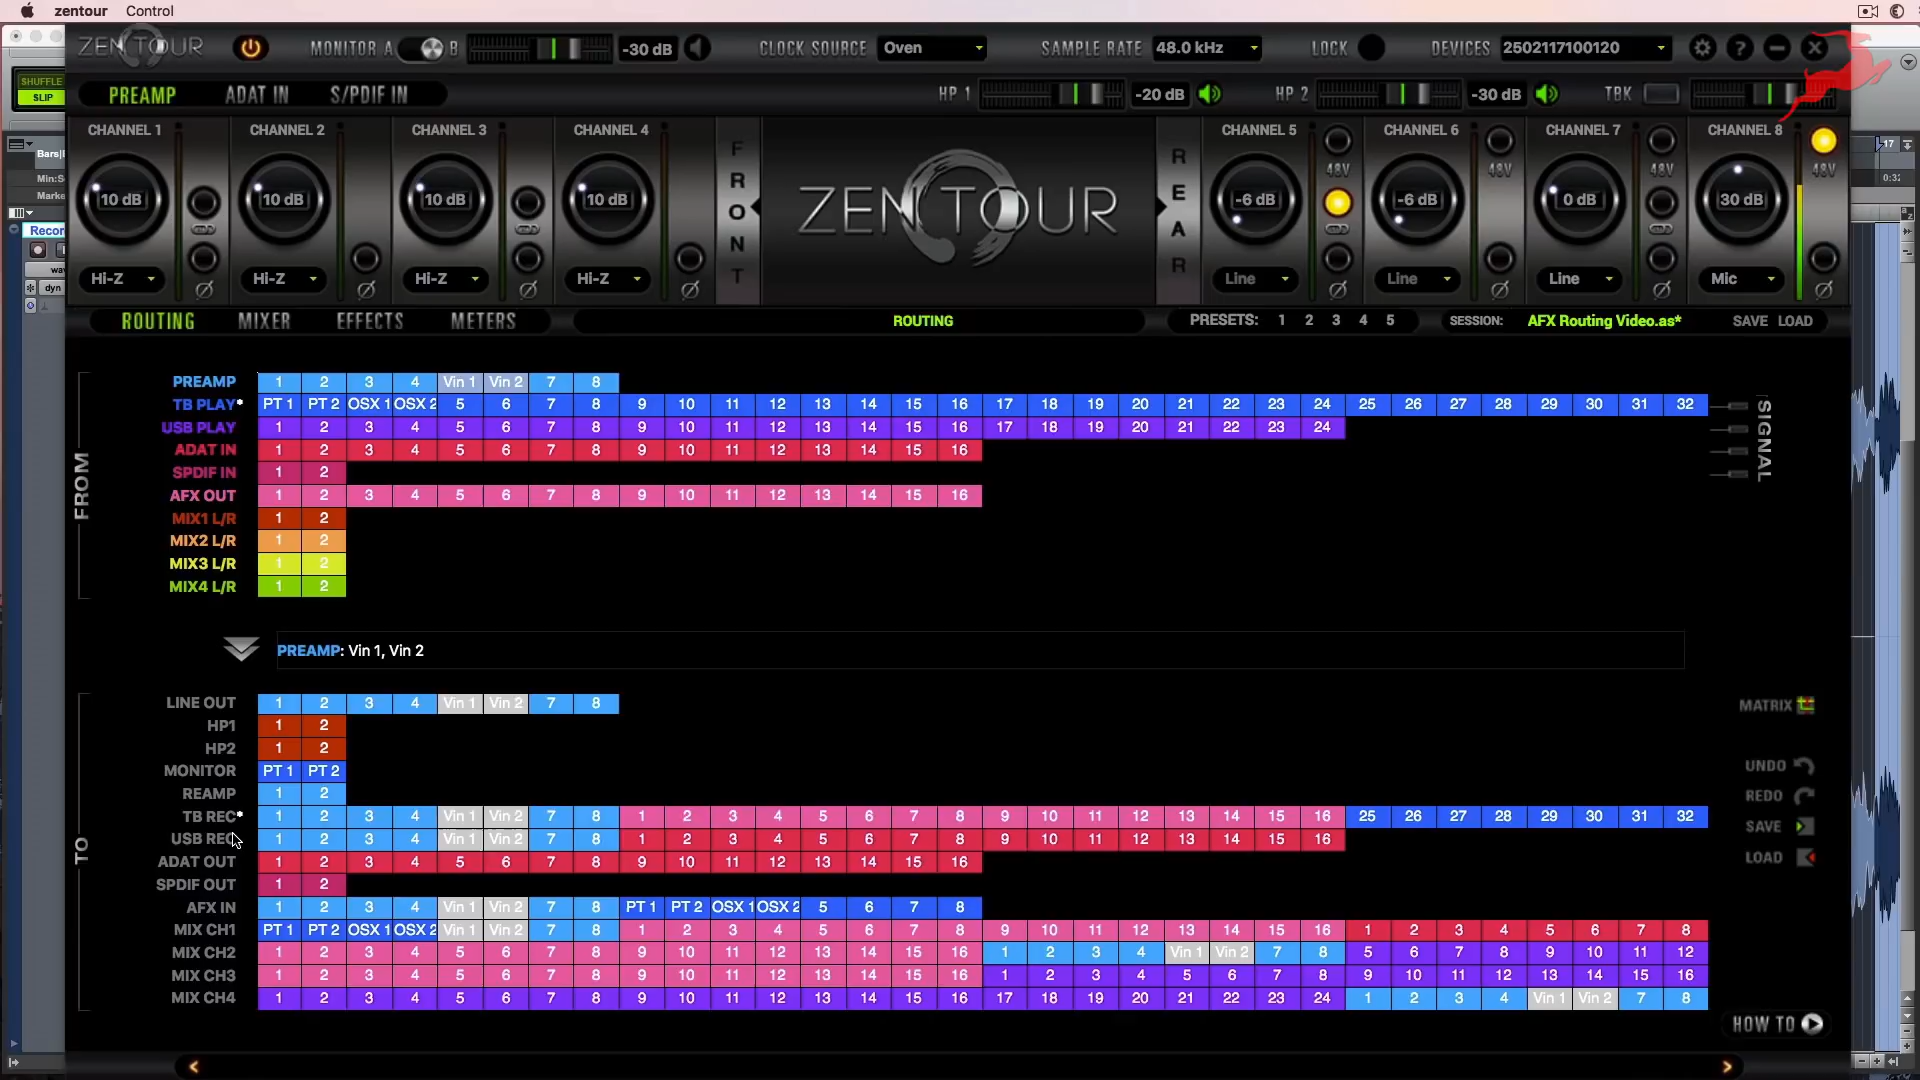 zentour Control
ZEN TOUR MONITOR A B -30 dB CLOCK SOURCE Oven SAMPLE RATE 48.0 kHz LOCK DEVICES 2502117100120 ?
SHUFFLE
SLIP
PREAMP ADAT IN S/PDIF IN HP 1 -20 dB HP 2 -30 dB TBK
CHANNEL 1 CHANNEL 2 CHANNEL 3 CHANNEL 4 FRONT ZEN TOUR REAR CHANNEL 5 CHANNEL 6 CHANNEL 7 CHANNEL 8
48V 48V 48V 48V
10 dB 10 dB 10 dB 10 dB -6 dB -6 dB 0 dB 30 dB
Hi-Z Hi-Z Hi-Z Hi-Z Line Line Line Mic
Bars|
Min:S
Marke
Recor
dyn
17
0:32
ROUTING MIXER EFFECTS METERS ROUTING PRESETS: 1 2 3 4 5 SESSION: AFX Routing Video.as* SAVE LOAD
FROM
SIGNAL
PREAMP 1 2 3 4 Vin 1 Vin 2 7 8
TB PLAY* PT 1 PT 2 OSX 1 OSX 2 5 6 7 8 9 10 11 12 13 14 15 16 17 18 19 20 21 22 23 24 25 26 27 28 29 30 31 32
USB PLAY 1 2 3 4 5 6 7 8 9 10 11 12 13 14 15 16 17 18 19 20 21 22 23 24
ADAT IN 1 2 3 4 5 6 7 8 9 10 11 12 13 14 15 16
SPDIF IN 1 2
AFX OUT 1 2 3 4 5 6 7 8 9 10 11 12 13 14 15 16
MIX1 L/R 1 2
MIX2 L/R 1 2
MIX3 L/R 1 2
MIX4 L/R 1 2
PREAMP: Vin 1, Vin 2
TO
LINE OUT 1 2 3 4 Vin 1 Vin 2 7 8
HP1 1 2
HP2 1 2
MONITOR PT 1 PT 2
REAMP 1 2
TB REC* 1 2 3 4 Vin 1 Vin 2 7 8 1 2 3 4 5 6 7 8 9 10 11 12 13 14 15 16 25 26 27 28 29 30 31 32
USB REC 1 2 3 4 Vin 1 Vin 2 7 8 1 2 3 4 5 6 7 8 9 10 11 12 13 14 15 16
ADAT OUT 1 2 3 4 5 6 7 8 9 10 11 12 13 14 15 16
SPDIF OUT 1 2
AFX IN 1 2 3 4 Vin 1 Vin 2 7 8 PT 1 PT 2 OSX 1 OSX 2 5 6 7 8
MIX CH1 PT 1 PT 2 OSX 1 OSX 2 Vin 1 Vin 2 7 8 1 2 3 4 5 6 7 8 9 10 11 12 13 14 15 16 1 2 3 4 5 6 7 8
MIX CH2 1 2 3 4 5 6 7 8 9 10 11 12 13 14 15 16 1 2 3 4 Vin 1 Vin 2 7 8 5 6 7 8 9 10 11 12
MIX CH3 1 2 3 4 5 6 7 8 9 10 11 12 13 14 15 16 1 2 3 4 5 6 7 8 9 10 11 12 13 14 15 16
MIX CH4 1 2 3 4 5 6 7 8 9 10 11 12 13 14 15 16 17 18 19 20 21 22 23 24 1 2 3 4 Vin 1 Vin 2 7 8
MATRIX
UNDO
REDO
SAVE
LOAD
HOW TO